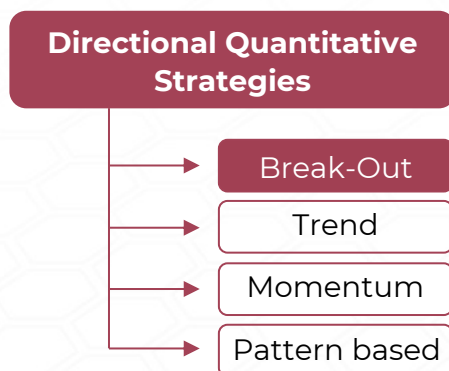 Directional Quantitative
Strategies
Break-Out
Trend
Momentum
Pattern based